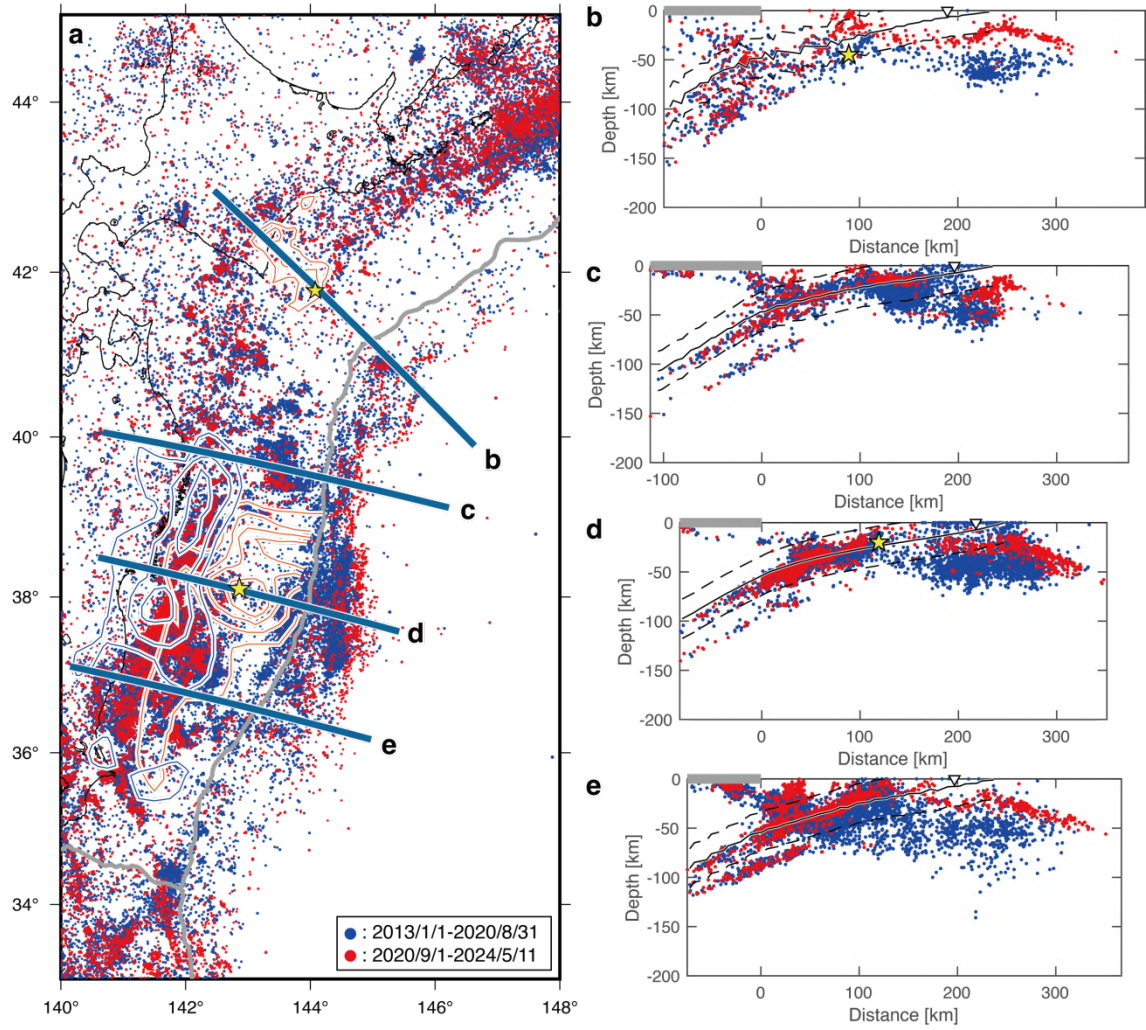 a
44°
42°
40°
38°
36°
34°
140°
142°
144°
146°
148°
b
c
d
e
: 2013/1/1-2020/8/31
: 2020/9/1-2024/5/11
b
0
-50
-100
-150
-200
Depth [km]
0
100
200
300
Distance [km]
c
0
-50
-100
-150
-200
Depth [km]
-100
0
100
200
300
Distance [km]
d
0
-50
-100
-150
-200
Depth [km]
0
100
200
300
Distance [km]
e
0
-50
-100
-150
-200
Depth [km]
0
100
200
300
Distance [km]